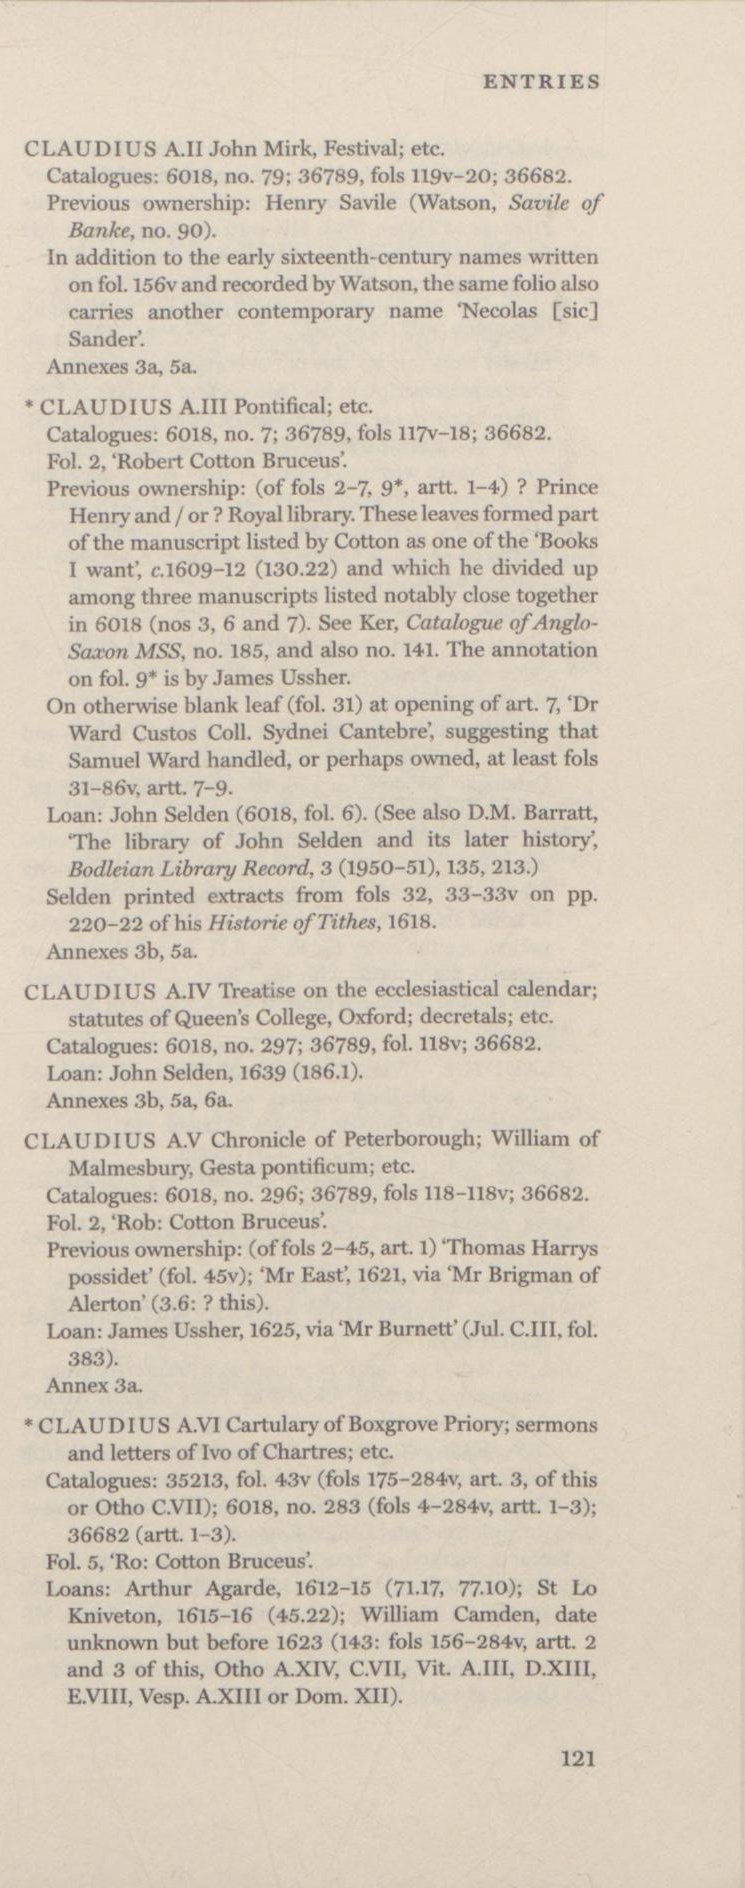 ENTRIES
CLAUDIUS A.II John Mirk, Festival; etc.
Catalogues: 6018, no. 79; 36789, fols 119v–20; 36682.
Previous ownership: Henry Savile (Watson, Savile of
Banke, no. 90).
In addition to the early sixteenth-century names written
on fol. 156v and recorded by Watson, the same folio also
carries another contemporary name ‘Necolas [sic]
Sander’.
Annexes 3a, 5a.
* CLAUDIUS A.III Pontifical; etc.
Catalogues: 6018, no. 7; 36789, fols 117v–18; 36682.
Fol. 2, ‘Robert Cotton Bruceus’.
Previous ownership: (of fols 2–7, 9*, artt. 1–4) ? Prince
Henry and / or ? Royal library. These leaves formed part
of the manuscript listed by Cotton as one of the ‘Books
I want’, c.1609–12 (130.22) and which he divided up
among three manuscripts listed notably close together
in 6018 (nos 3, 6 and 7). See Ker, Catalogue of Anglo-
Saxon MSS, no. 185, and also no. 141. The annotation
on fol. 9* is by James Ussher.
On otherwise blank leaf (fol. 31) at opening of art. 7, ‘Dr
Ward Custos Coll. Sydnei Cantebre’, suggesting that
Samuel Ward handled, or perhaps owned, at least fols
31–86v, artt. 7–9.
Loan: John Selden (6018, fol. 6). (See also D.M. Barratt,
‘The library of John Selden and its later history’,
Bodleian Library Record, 3 (1950–51), 135, 213.)
Selden printed extracts from fols 32, 33–33v on pp.
220–22 of his Historie of Tithes, 1618.
Annexes 3b, 5a.
CLAUDIUS A.IV Treatise on the ecclesiastical calendar;
statutes of Queen’s College, Oxford; decretals; etc.
Catalogues: 6018, no. 297; 36789, fol. 118v; 36682.
Loan: John Selden, 1639 (186.1).
Annexes 3b, 5a, 6a.
CLAUDIUS A.V Chronicle of Peterborough; William of
Malmesbury, Gesta pontificum; etc.
Catalogues: 6018, no. 296; 36789, fols 118–118v; 36682.
Fol. 2, ‘Rob: Cotton Bruceus’.
Previous ownership: (of fols 2–45, art. 1) ‘Thomas Harrys
possidet’ (fol. 45v); ‘Mr East’, 1621, via ‘Mr Brigman of
Alerton’ (3.6: ? this).
Loan: James Ussher, 1625, via ‘Mr Burnett’ (Jul. C.III, fol.
383).
Annex 3a.
* CLAUDIUS A.VI Cartulary of Boxgrove Priory; sermons
and letters of Ivo of Chartres; etc.
Catalogues: 35213, fol. 43v (fols 175–284v, art. 3, of this
or Otho C.VII); 6018, no. 283 (fols 4–284v, artt. 1–3);
36682 (artt. 1–3).
Fol. 5, ‘Ro: Cotton Bruceus’.
Loans: Arthur Agarde, 1612–15 (71.17, 77.10); St Lo
Kniveton, 1615–16 (45.22); William Camden, date
unknown but before 1623 (143: fols 156–284v, artt. 2
and 3 of this, Otho A.XIV, C.VII, Vit. A.III, D.XIII,
E.VIII, Vesp. A.XIII or Dom. XII).
121